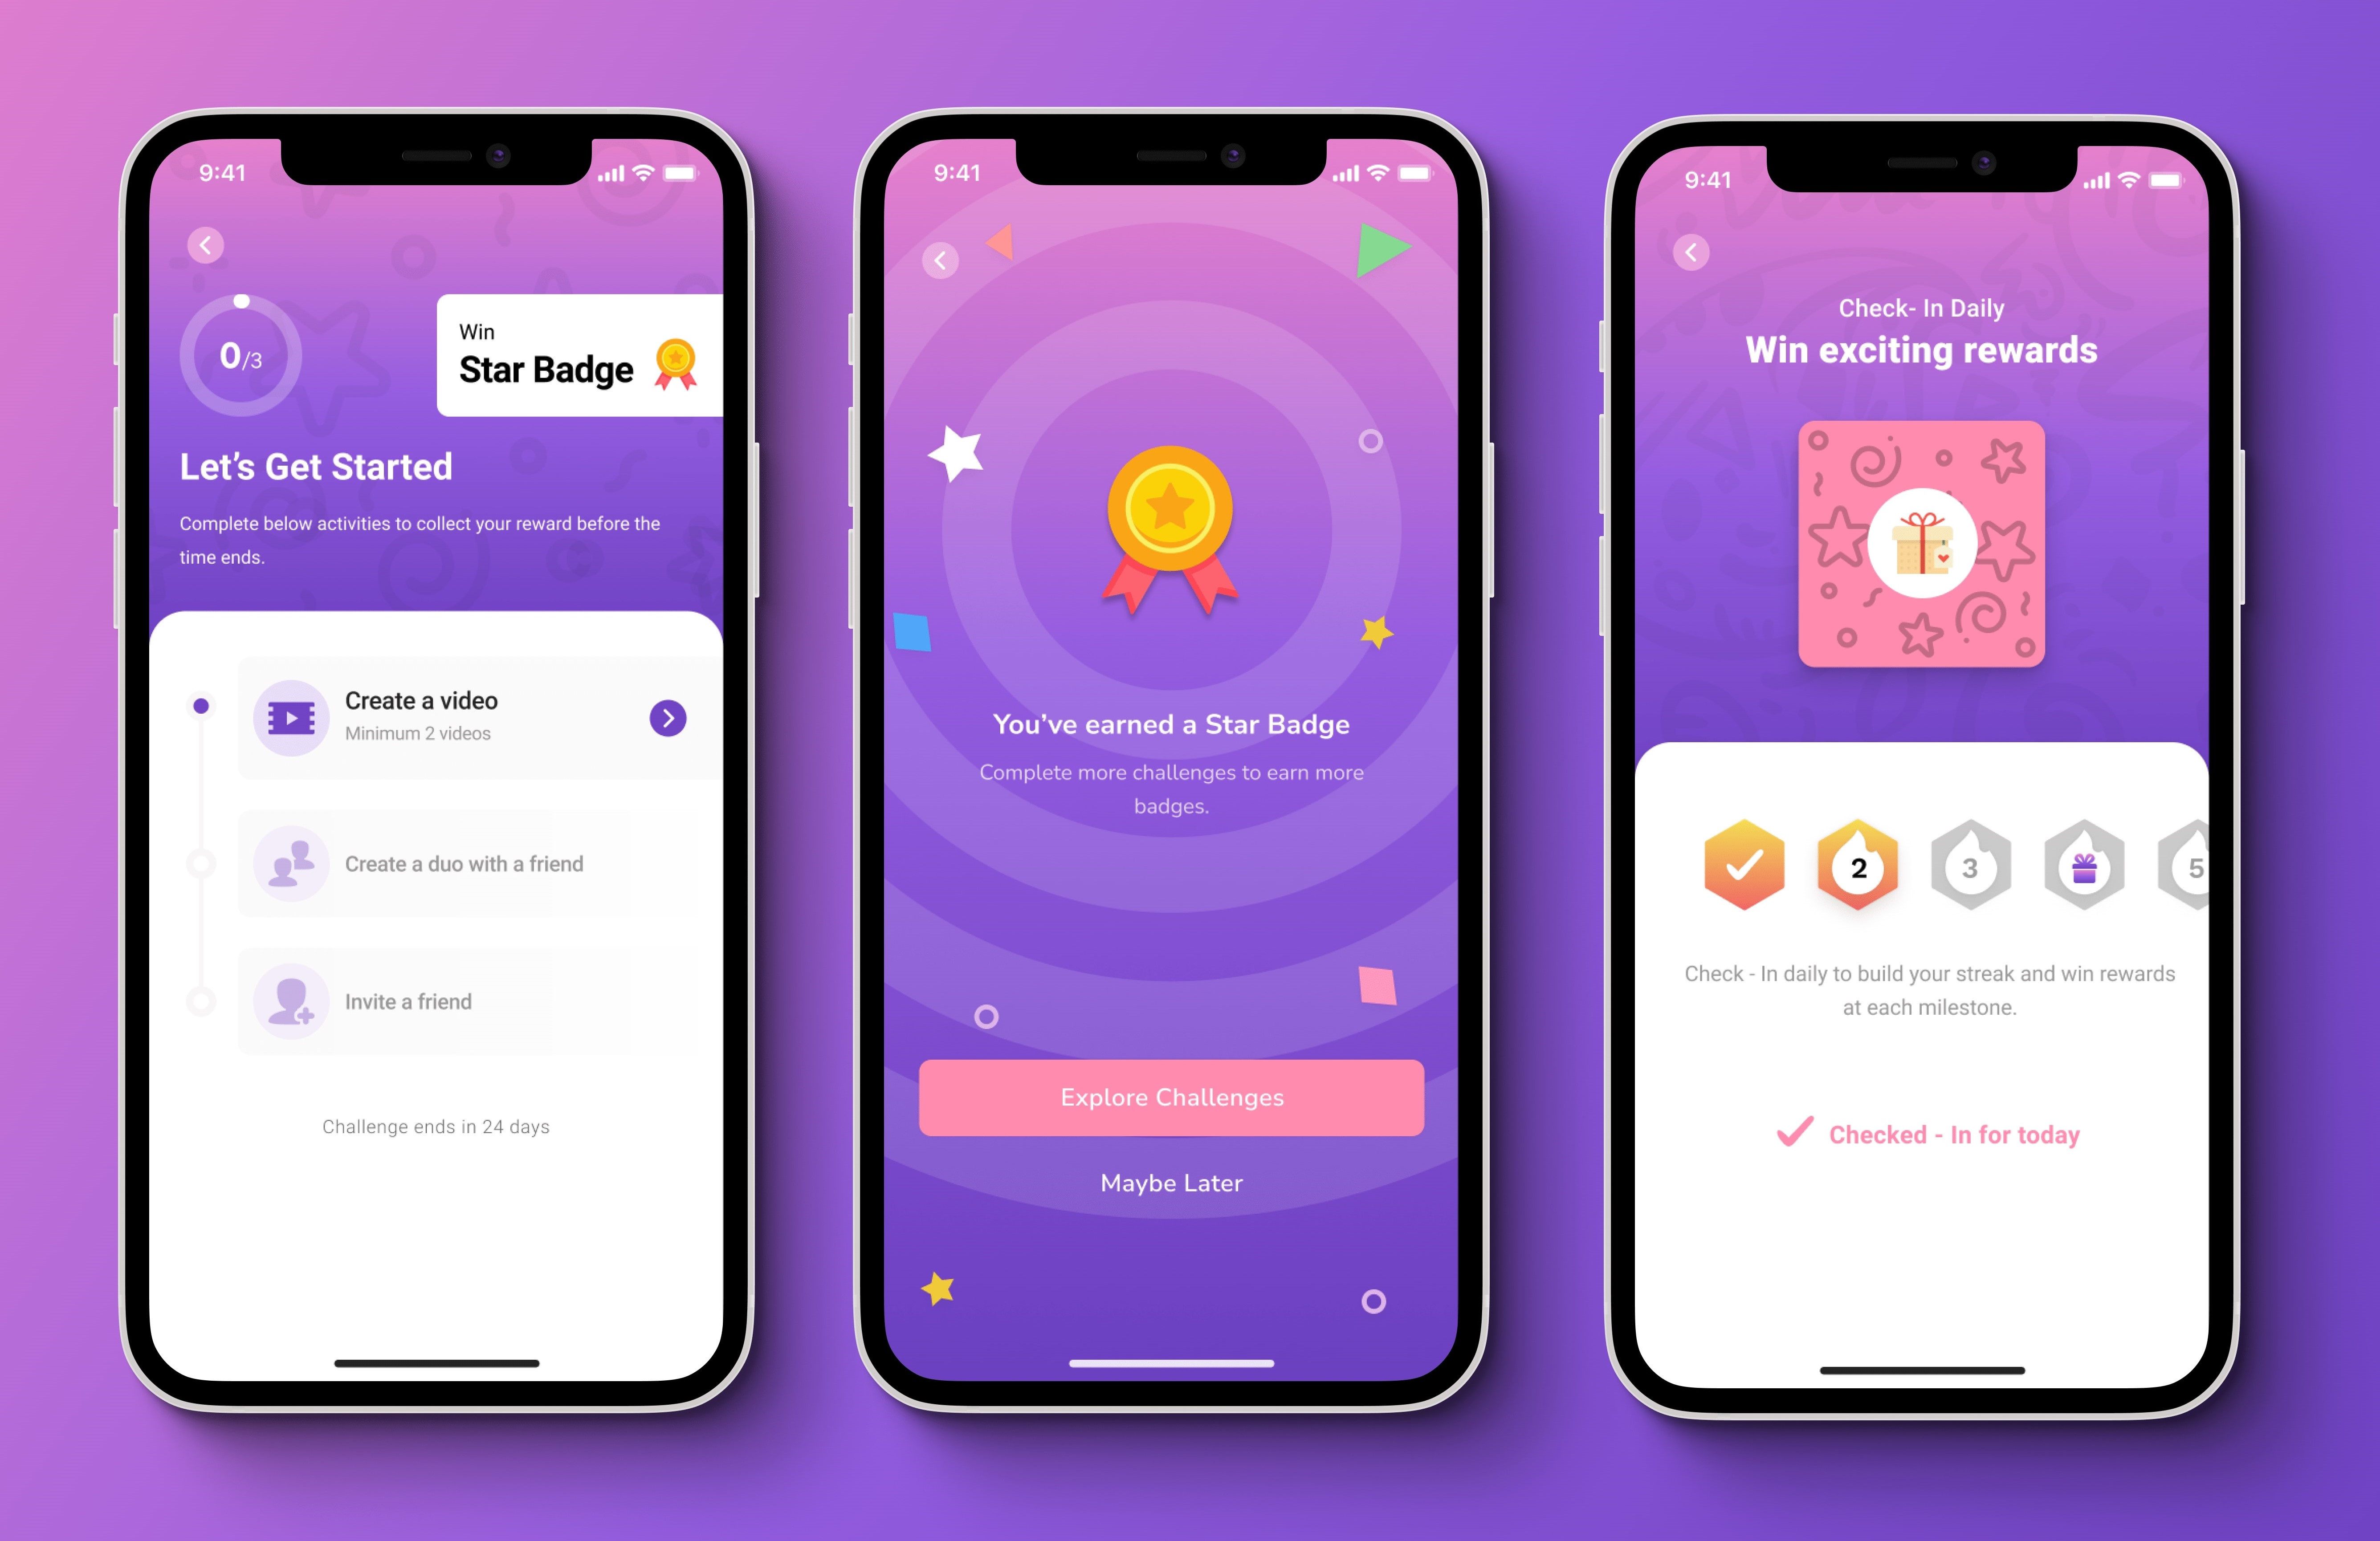 9:41
0/3
Win
Star Badge
Let's Get Started
Complete below activities to collect your reward before the
time ends.
Create a video
Minimum 2 videos
Create a duo with a friend
Invite a friend
Challenge ends in 24 days
9:41
You've earned a Star Badge
Complete more challenges to earn more
badges.
Explore Challenges
Maybe Later
9:41
Check- In Daily
Win exciting rewards
2
3
5
Check - In daily to build your streak and win rewards
at each milestone.
Checked - In for today